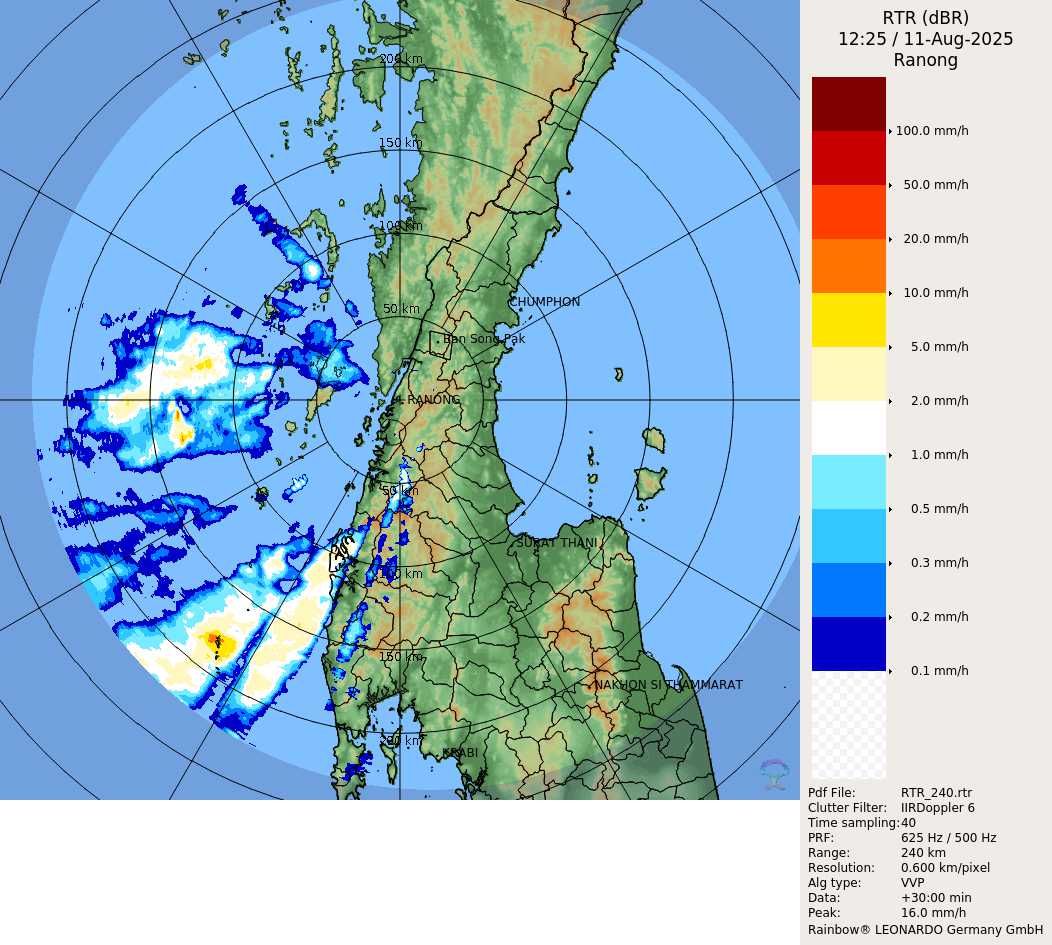 RTR (dBR)
12:25 / 11-Aug-2025
Ranong
100.0 mm/h
50.0 mm/h
20.0 mm/h
10.0 mm/h
5.0 mm/h
2.0 mm/h
1.0 mm/h
0.5 mm/h
0.3 mm/h
0.2 mm/h
0.1 mm/h
200 km
150 km
100 km
50 km
CHUMPHON
Ban Song Pak
RANONG
50 km
SURAT THANI
100 km
150 km
NAKHON SI THAMMARAT
200 km
KRABI
Pdf File: RTR_240.rtr
Clutter Filter: IIRDoppler 6
Time sampling: 40
PRF: 625 Hz / 500 Hz
Range: 240 km
Resolution: 0.600 km/pixel
Alg type: VVP
Data: +30:00 min
Peak: 16.0 mm/h
Rainbow® LEONARDO Germany GmbH